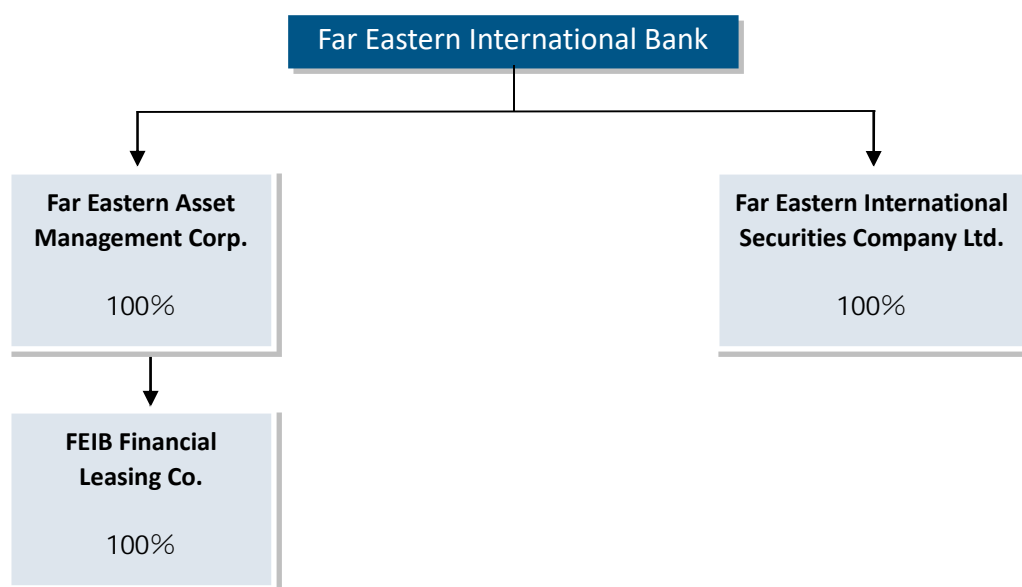 Far Eastern International Bank
Far Eastern Asset
Management Corp.
100%
Far Eastern International
Securities Company Ltd.
100%
FEIB Financial
Leasing Co.
100%